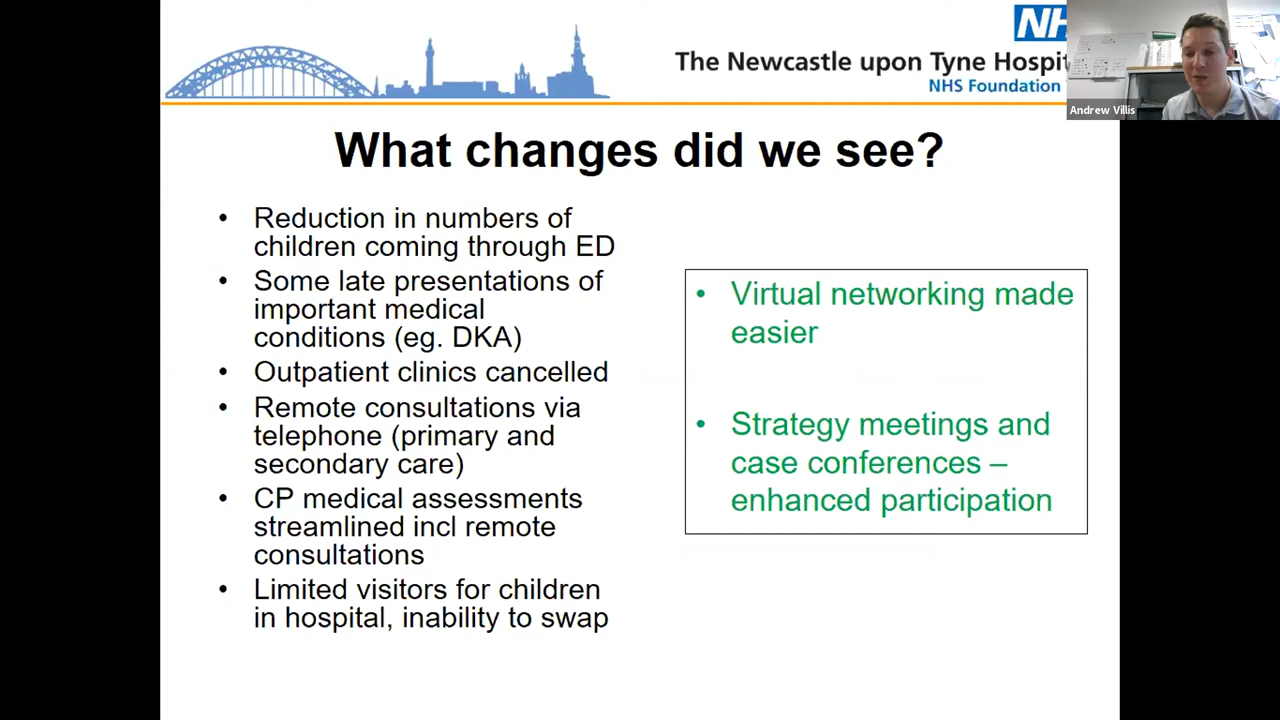 NH
The Newcastle upon Tyne Hospi
NHS Foundation
Andrew Villis
What changes did we see?
• Reduction in numbers of
children coming through ED
• Some late presentations of
important medical
conditions (eg. DKA)
• Outpatient clinics cancelled
• Remote consultations via
telephone (primary and
secondary care)
• CP medical assessments
streamlined incl remote
consultations
• Limited visitors for children
in hospital, inability to swap
• Virtual networking made
easier
• Strategy meetings and
case conferences –
enhanced participation